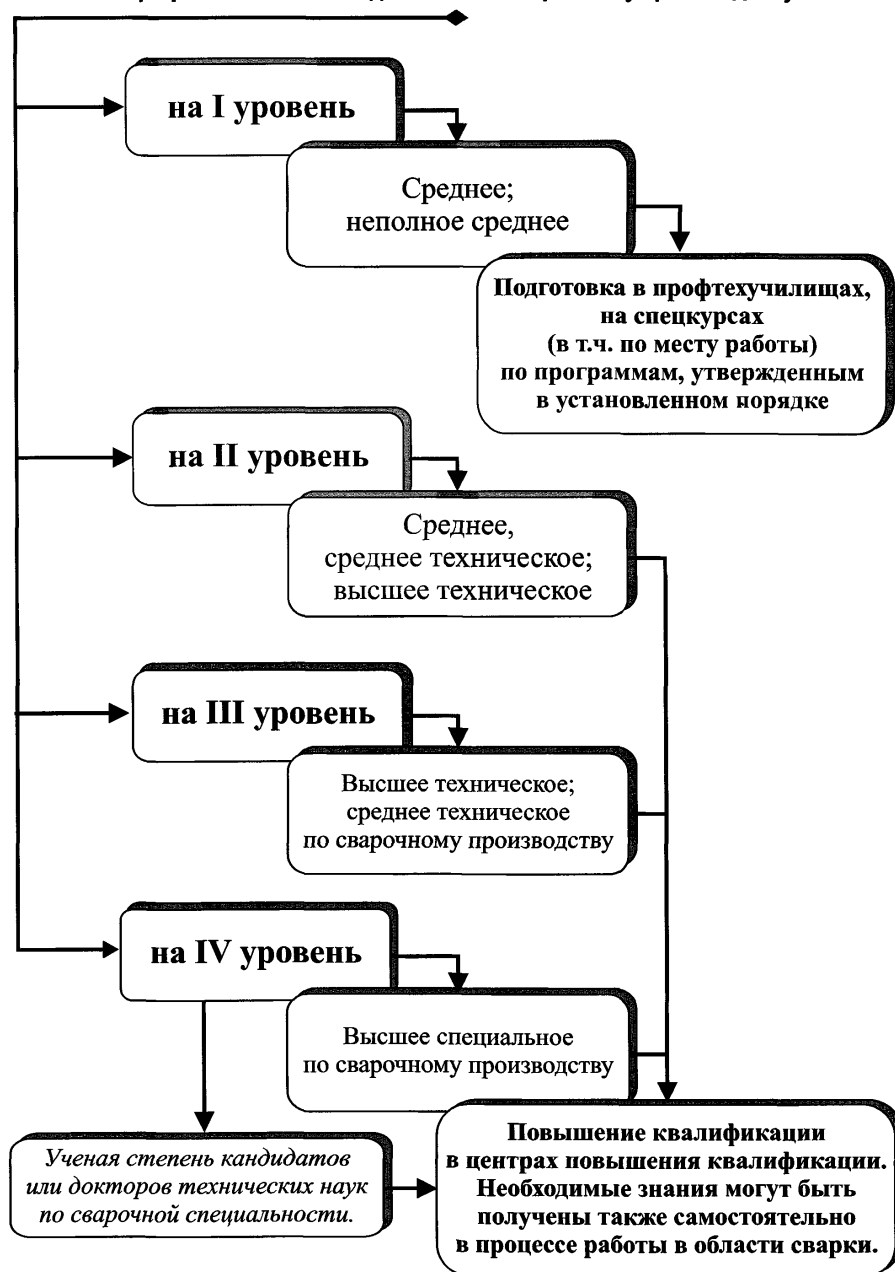 на I уровень
Среднее;
неполное среднее
Подготовка в профтехучилищах,
на спецкурсах
(в т.ч. по месту работы)
по программам, утвержденным
в установленном порядке
на II уровень
Среднее,
среднее техническое;
высшее техническое
на III уровень
Высшее техническое;
среднее техническое
по сварочному производству
на IV уровень
Высшее специальное
по сварочному производству
Ученая степень кандидатов
или докторов технических наук
по сварочной специальности.
Повышение квалификации
в центрах повышения квалификации.
Необходимые знания могут быть
получены также самостоятельно
в процессе работы в области сварки.